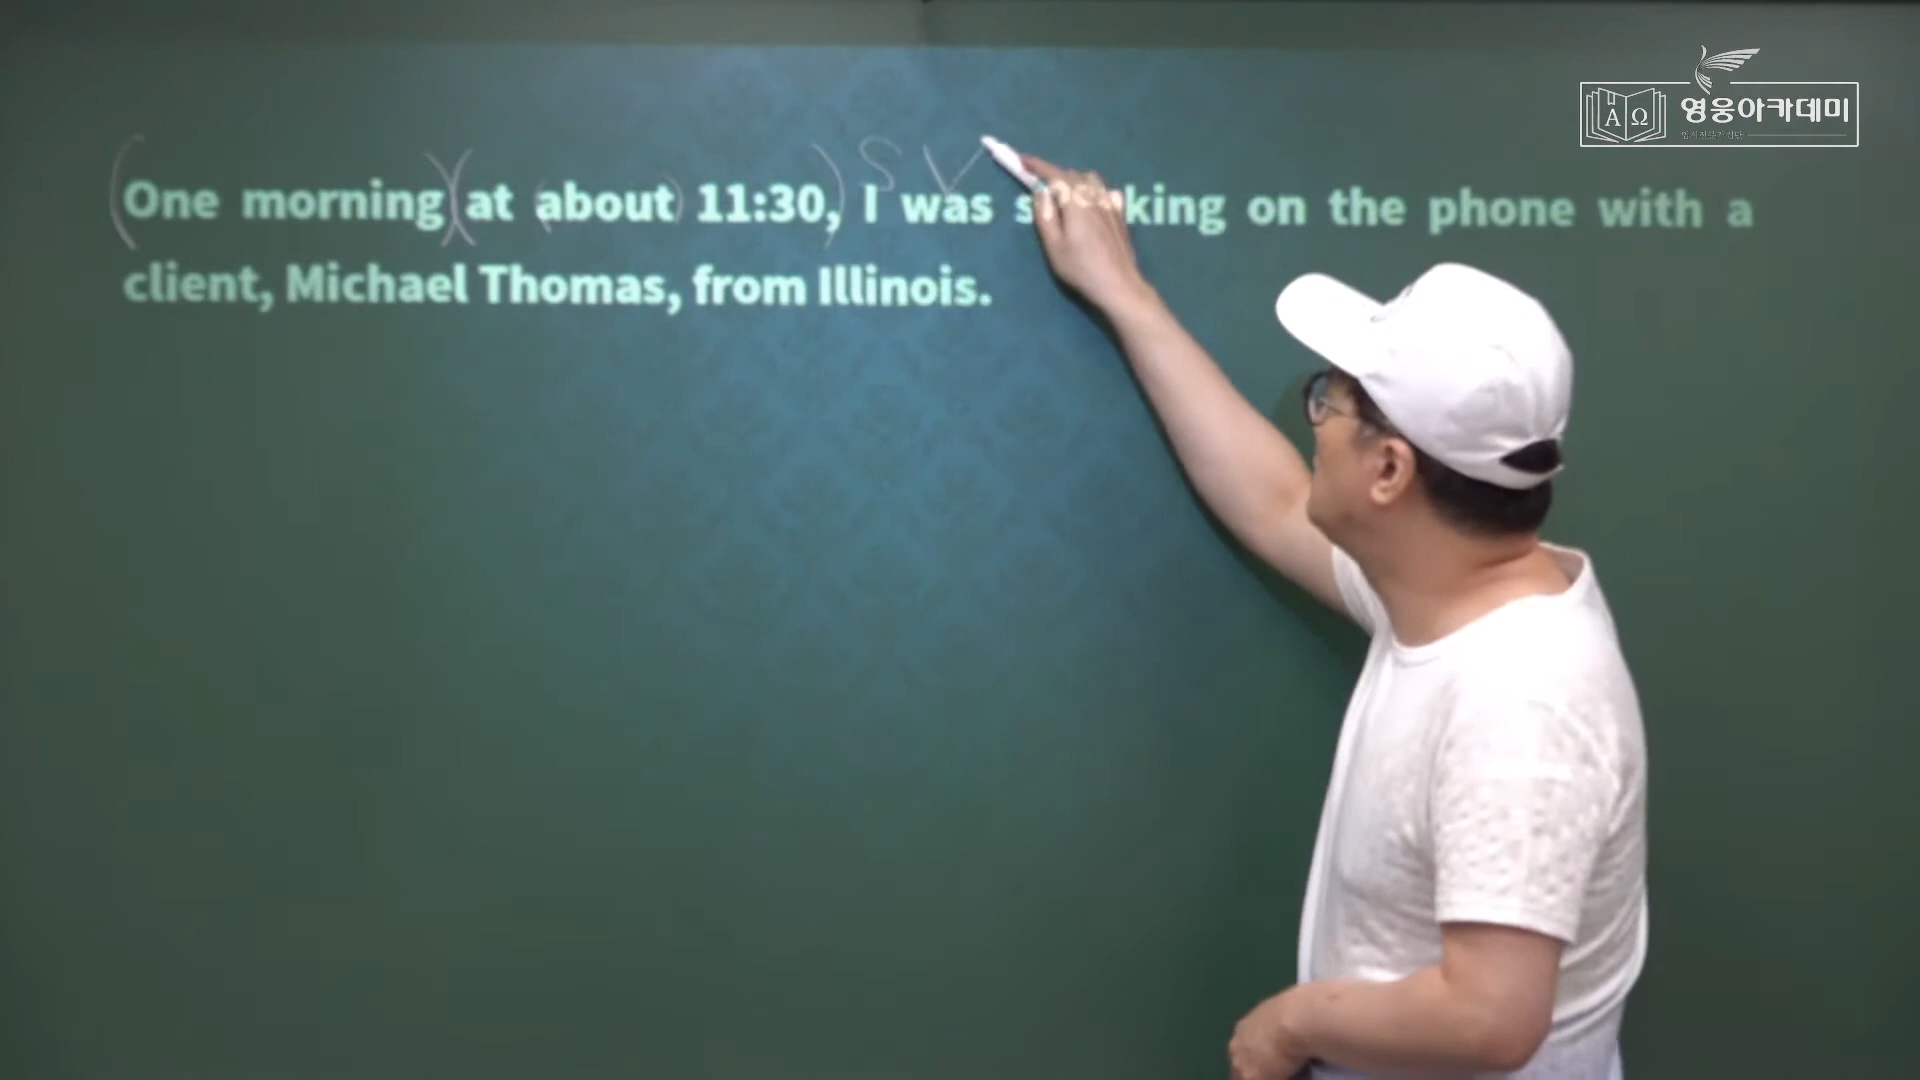 영웅아카데미
A Ω
S V
One morning at about 11:30, I was speaking on the phone with a
client, Michael Thomas, from Illinois.